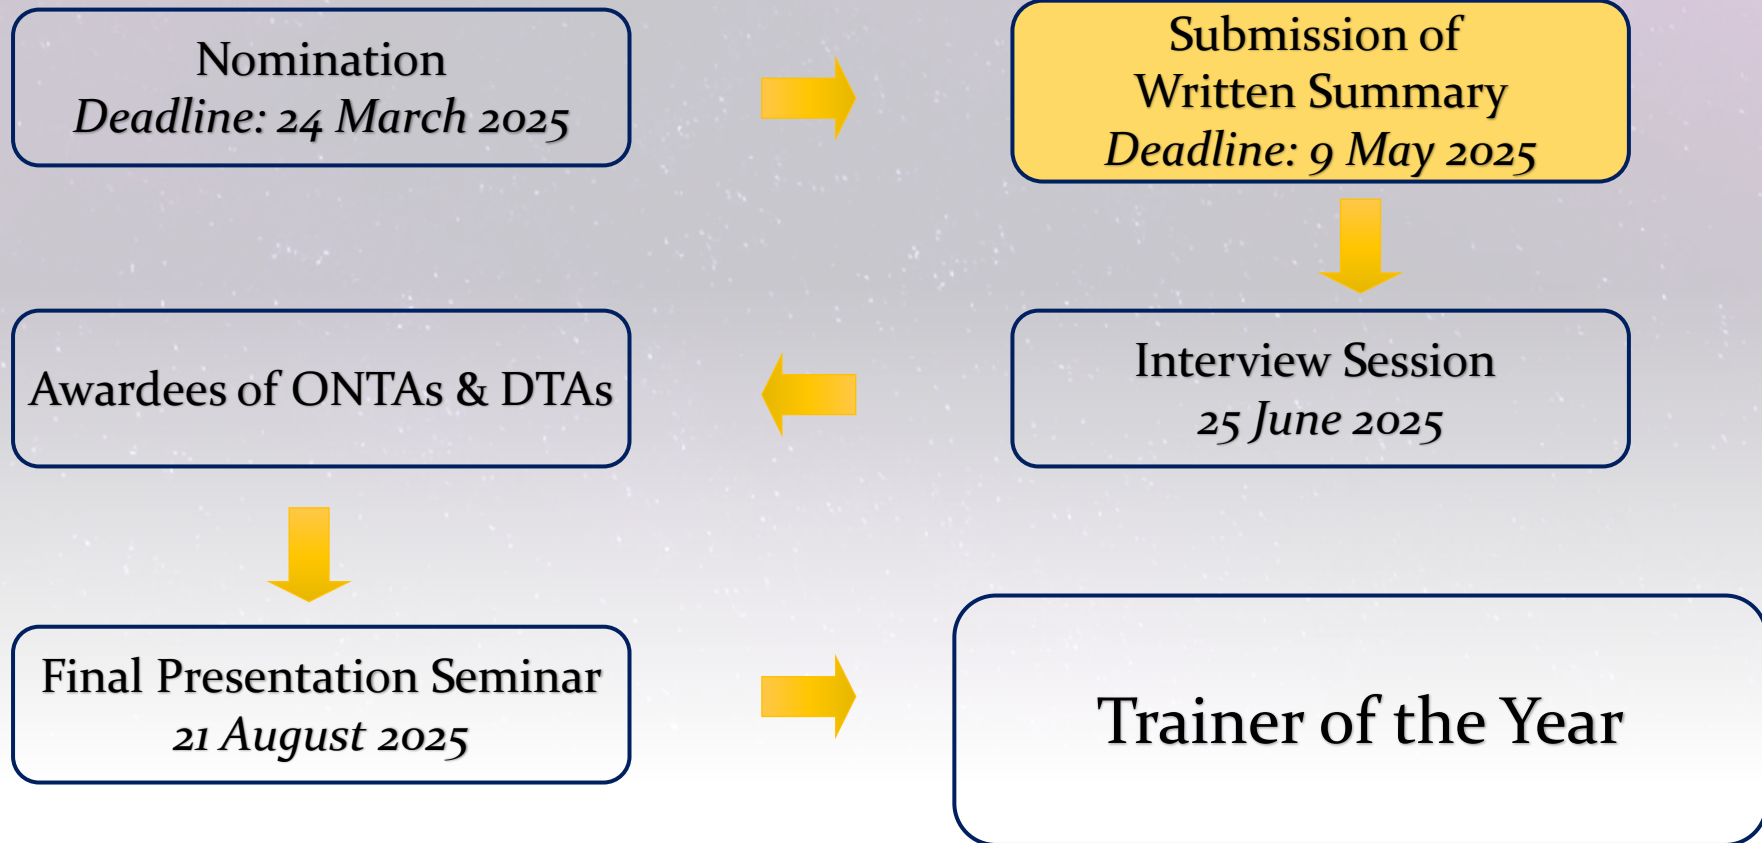 Nomination
Deadline: 24 March 2025
Submission of
Written Summary
Deadline: 9 May 2025
Interview Session
25 June 2025
Awardees of ONTAs & DTAs
Final Presentation Seminar
21 August 2025
Trainer of the Year